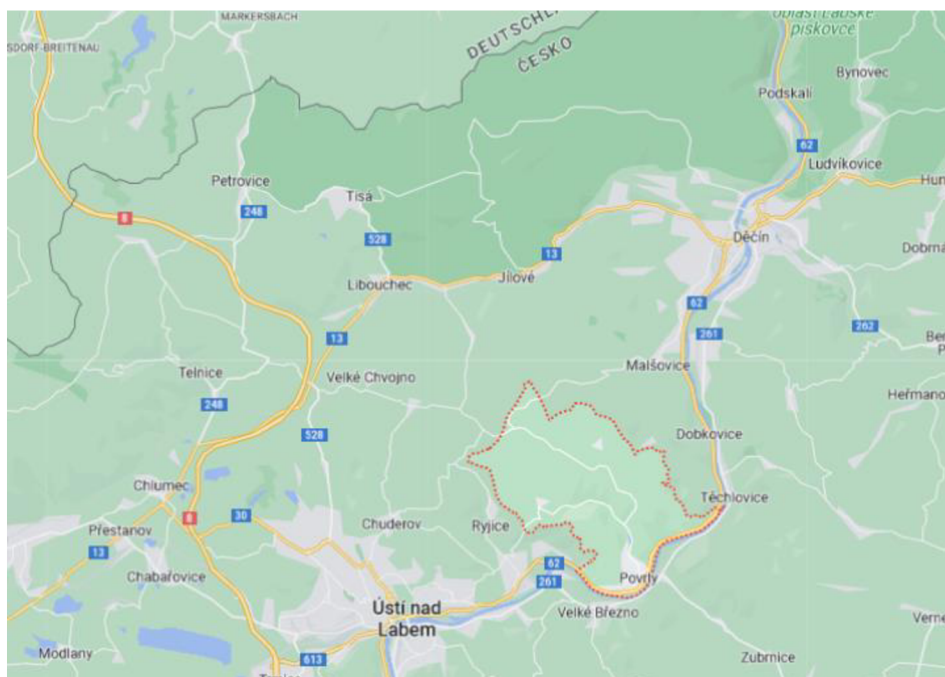 MARKERSBACH
SDORF-BREITENAU
DEUTSCHL
ČESKO
oblast Labské
pískovce
Bynovec
Podskalí
62
Ludvíkovice
Petrovice
248
Tisá
Hun
8
528
Děčín
Dobrná
13
Jílové
Libouchec
62
261
262
13
Malšovice
Telnice
Velké Chvojno
248
Heřmano
528
Dobkovice
Chlumec
Těchlovice
8
30
Chuderov
Ryjice
Přestanov
13
62
261
Povrly
Chabařovice
Ústí nad
Labem
Velké Březno
Verne
Modlany
613
Zubrnice